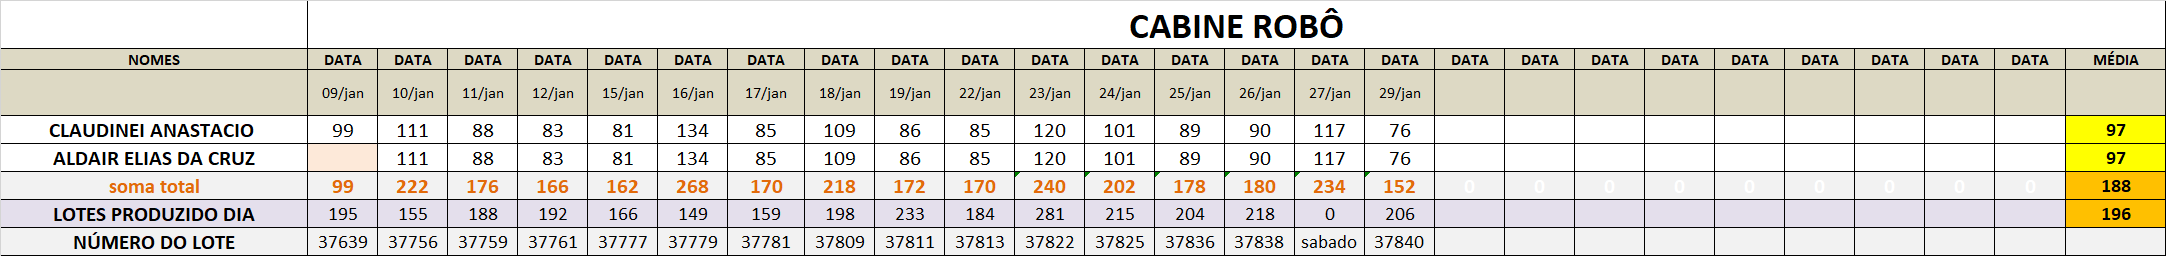 CABINE ROBÔ
NOMES DATA DATA DATA DATA DATA DATA DATA DATA DATA DATA DATA DATA DATA DATA DATA DATA DATA DATA DATA DATA DATA DATA DATA DATA DATA MÉDIA
09/jan 10/jan 11/jan 12/jan 15/jan 16/jan 17/jan 18/jan 19/jan 22/jan 23/jan 24/jan 25/jan 26/jan 27/jan 29/jan
CLAUDINEI ANASTACIO 99 111 88 83 81 134 85 109 86 85 120 101 89 90 117 76 97
ALDAIR ELIAS DA CRUZ 111 88 83 81 134 85 109 86 85 120 101 89 90 117 76 97
soma total 99 222 176 166 162 268 170 218 172 170 240 202 178 180 234 152 0 0 0 0 0 0 0 0 0 188
LOTES PRODUZIDO DIA 195 155 188 192 166 149 159 198 233 184 281 215 204 218 0 206 196
NÚMERO DO LOTE 37639 37756 37759 37761 37777 37779 37781 37809 37811 37813 37822 37825 37836 37838 sabado 37840